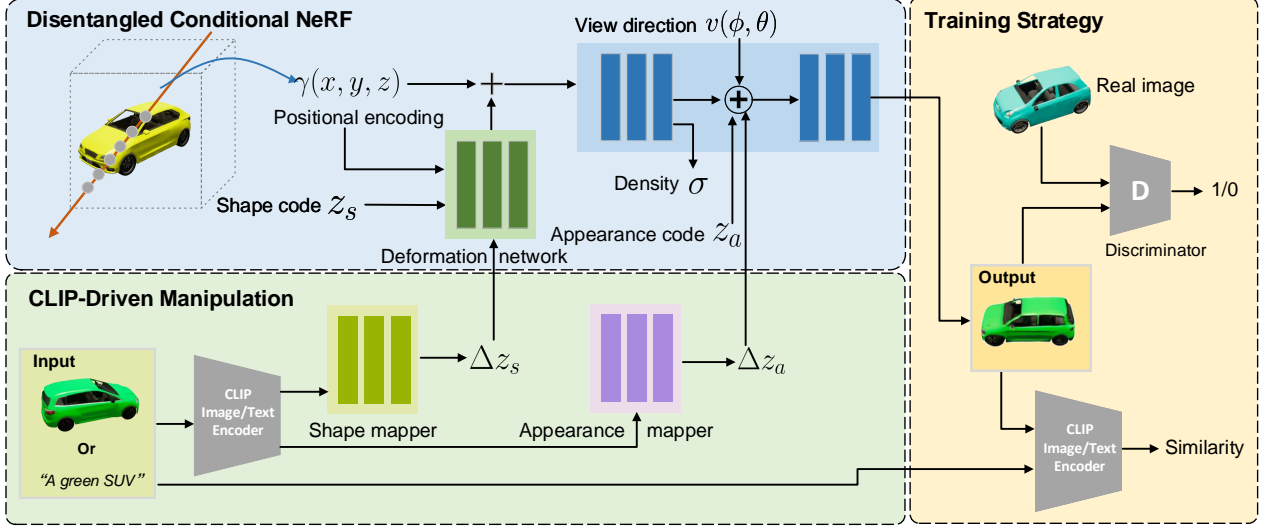 Disentangled Conditional NeRF
View direction v(ϕ, θ)
γ(x, y, z)
+
+
Positional encoding
Shape code z_s
Density σ
Appearance code z_a
Deformation network
CLIP-Driven Manipulation
Input
Or
“A green SUV”
CLIP
Image/Text
Encoder
Shape mapper
Δz_s
Appearance mapper
Δz_a
Training Strategy
Real image
D
1/0
Discriminator
Output
CLIP
Image/Text
Encoder
Similarity